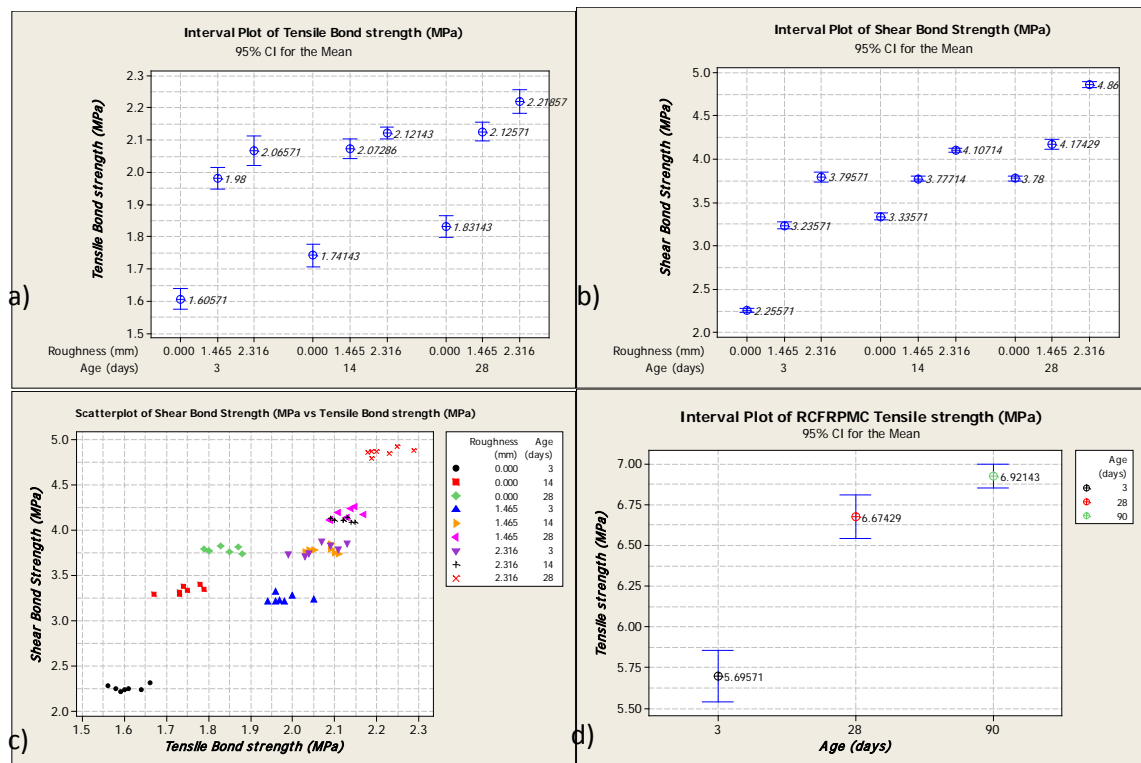 Interval Plot of Tensile Bond strength (MPa)
95% CI for the Mean
Tensile Bond strength (MPa)
2.3
2.2
2.1
2.0
1.9
1.8
1.7
1.6
1.5
1.60571
1.98
2.06571
1.74143
2.07286
2.12143
1.83143
2.12571
2.21857
Roughness (mm) 0.000 1.465 2.316 0.000 1.465 2.316 0.000 1.465 2.316
Age (days) 3 14 28
a)
Interval Plot of Shear Bond Strength (MPa)
95% CI for the Mean
Shear Bond Strength (MPa)
5.0
4.5
4.0
3.5
3.0
2.5
2.0
2.25571
3.23571
3.79571
3.33571
3.77714
4.10714
3.78
4.17429
4.86
Roughness (mm) 0.000 1.465 2.316 0.000 1.465 2.316 0.000 1.465 2.316
Age (days) 3 14 28
b)
Scatterplot of Shear Bond Strength (MPa vs Tensile Bond strength (MPa)
Shear Bond Strength (MPa)
5.0
4.5
4.0
3.5
3.0
2.5
2.0
1.5 1.6 1.7 1.8 1.9 2.0 2.1 2.2 2.3
Tensile Bond strength (MPa)
Roughness Age
(mm) (days)
0.000 3
0.000 14
0.000 28
1.465 3
1.465 14
1.465 28
2.316 3
2.316 14
2.316 28
c)
Interval Plot of RCFRPMC Tensile strength (MPa)
95% CI for the Mean
Tensile strength (MPa)
7.00
6.75
6.50
6.25
6.00
5.75
5.50
5.69571
6.67429
6.92143
3 28 90
Age (days)
Age
(days)
3
28
90
d)